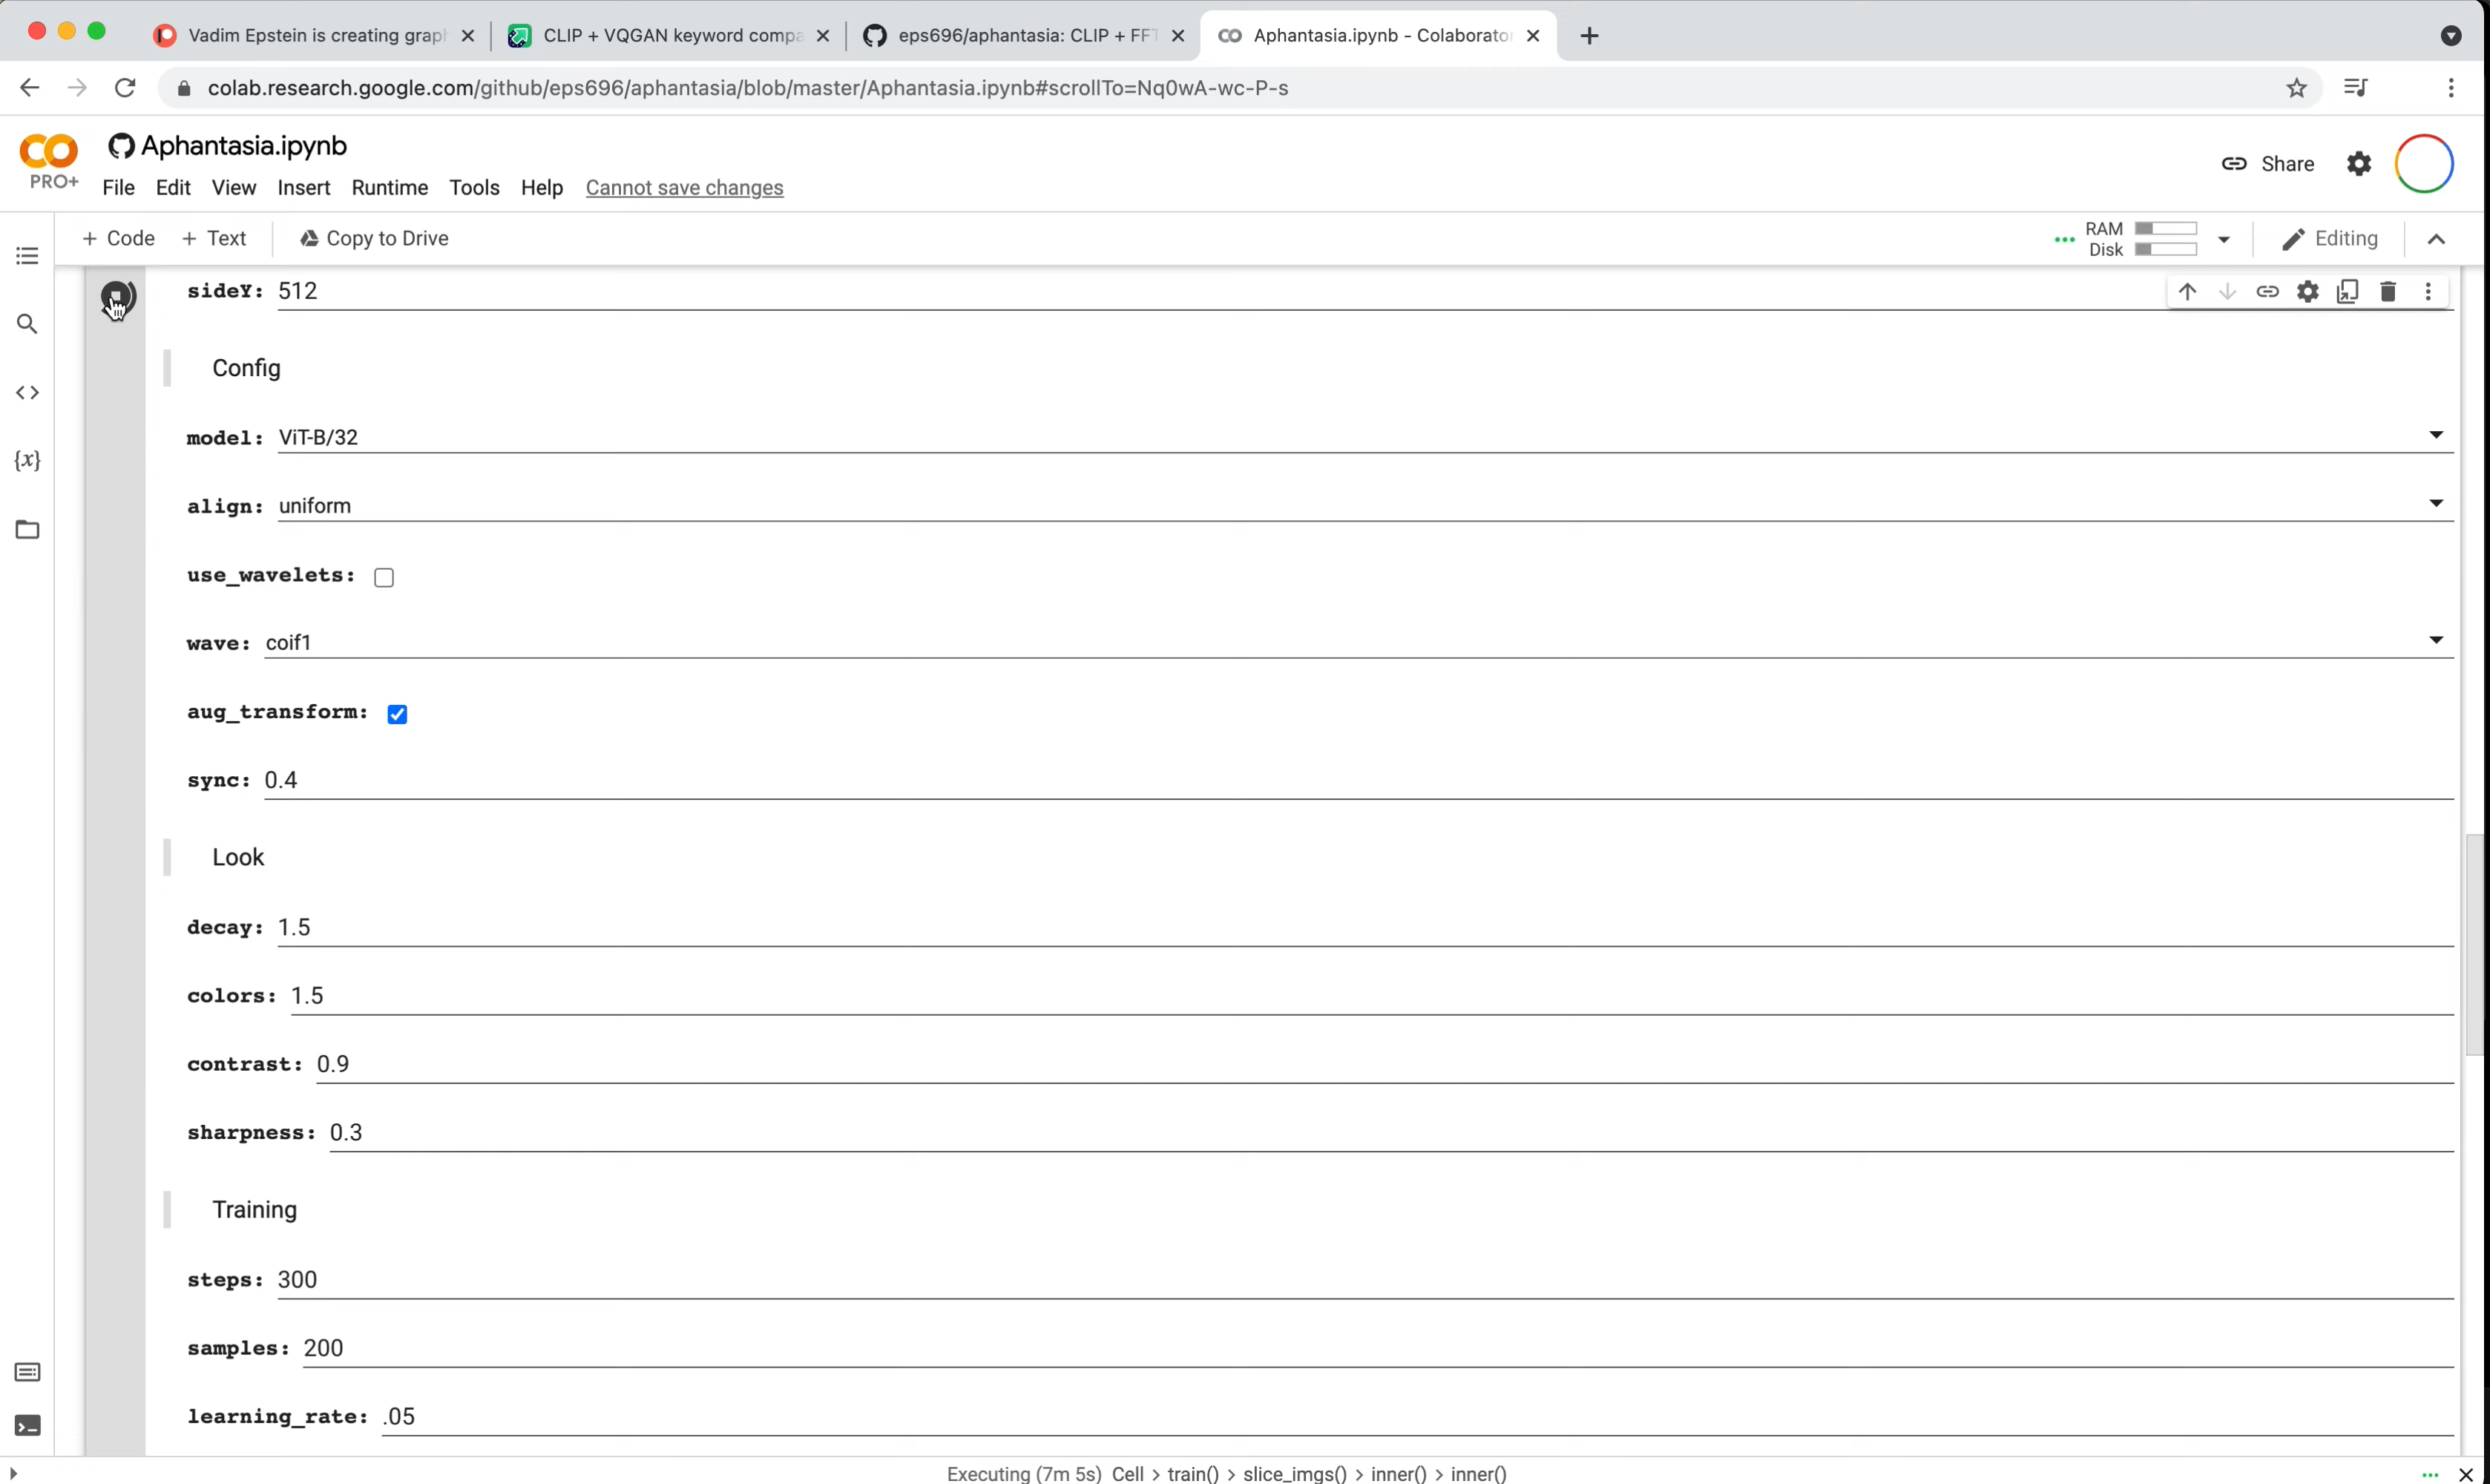 Vadim Epstein is creating grap
CLIP + VQGAN keyword compa
eps696/aphantasia: CLIP + FFT
Aphantasia.ipynb - Colaborator
colab.research.google.com/github/eps696/aphantasia/blob/master/Aphantasia.ipynb#scrollTo=Nq0wA-wc-P-s
PRO+
Aphantasia.ipynb
File Edit View Insert Runtime Tools Help Cannot save changes
Share
+ Code + Text Copy to Drive
RAM
Disk
Editing
{x}
sideY: 512
Config
model: ViT-B/32
align: uniform
use_wavelets:
wave: coif1
aug_transform:
sync: 0.4
Look
decay: 1.5
colors: 1.5
contrast: 0.9
sharpness: 0.3
Training
steps: 300
samples: 200
learning_rate: .05
Executing (7m 5s) Cell > train() > slice_imgs() > inner() > inner()